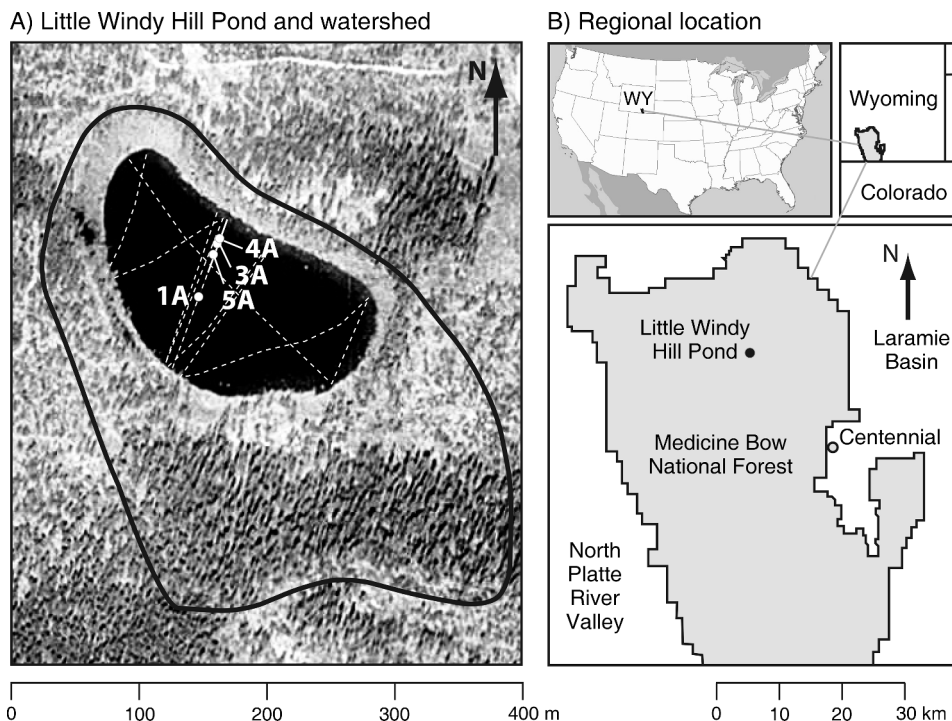 A) Little Windy Hill Pond and watershed
N
4A
3A
1A
5A
0
100
200
300
400 m
B) Regional location
WY
Wyoming
Colorado
N
Little Windy
Hill Pond
Laramie
Basin
Centennial
Medicine Bow
National Forest
North
Platte
River
Valley
0
10
20
30 km